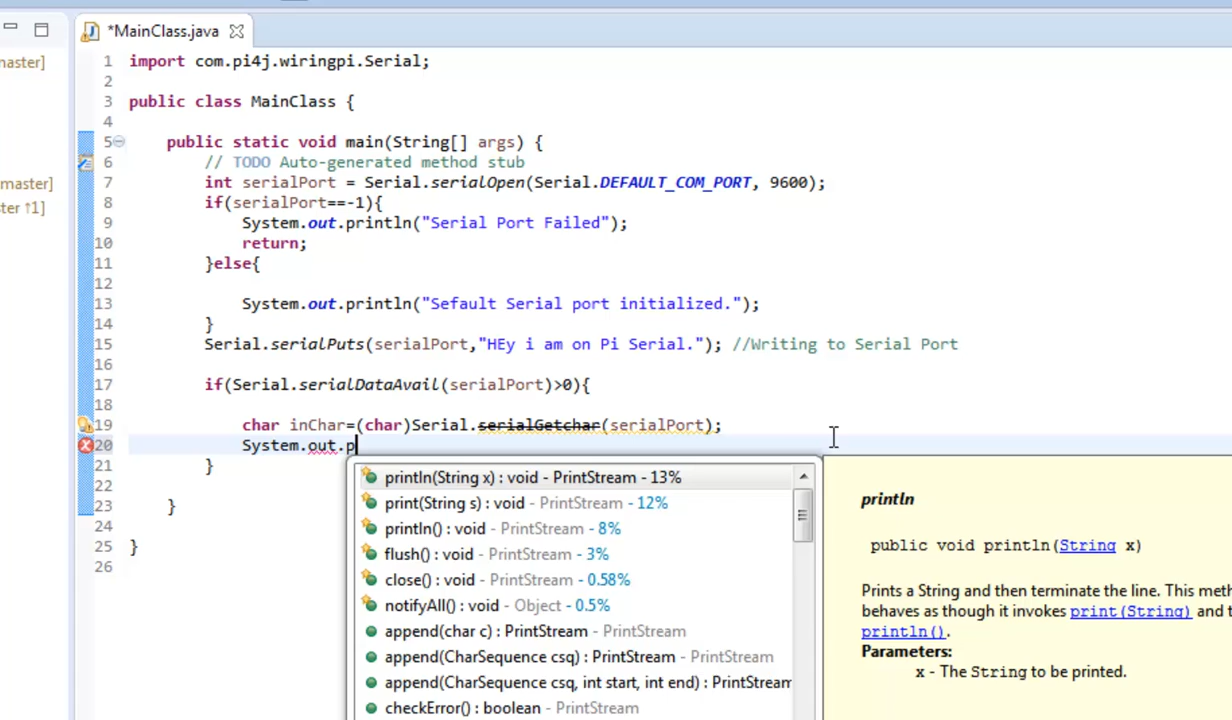 *MainClass.java
master]
master]
ster ↑1]
1 import com.pi4j.wiringpi.Serial;
2
3 public class MainClass {
4
5 public static void main(String[] args) {
6 // TODO Auto-generated method stub
7 int serialPort = Serial.serialOpen(Serial.DEFAULT_COM_PORT, 9600);
8 if(serialPort==-1){
9 System.out.println("Serial Port Failed");
10 return;
11 }else{
12
13 System.out.println("Sefault Serial port initialized.");
14 }
15 Serial.serialPuts(serialPort,"HEy i am on Pi Serial."); //Writing to Serial Port
16
17 if(Serial.serialDataAvail(serialPort)>0){
18
19 char inChar=(char)Serial.serialGetchar(serialPort);
20 System.out.p
21 }
22
23 }
24
25 }
26
println(String x) : void - PrintStream - 13%
print(String s) : void - PrintStream - 12%
println() : void - PrintStream - 8%
flush() : void - PrintStream - 3%
close() : void - PrintStream - 0.58%
notifyAll() : void - Object - 0.5%
append(char c) : PrintStream - PrintStream
append(CharSequence csq) : PrintStream - PrintStream
append(CharSequence csq, int start, int end) : PrintStream
checkError() : boolean - PrintStream
println
public void println(String x)
Prints a String and then terminate the line. This meth
behaves as though it invokes print(String) and t
println().
Parameters:
x - The String to be printed.